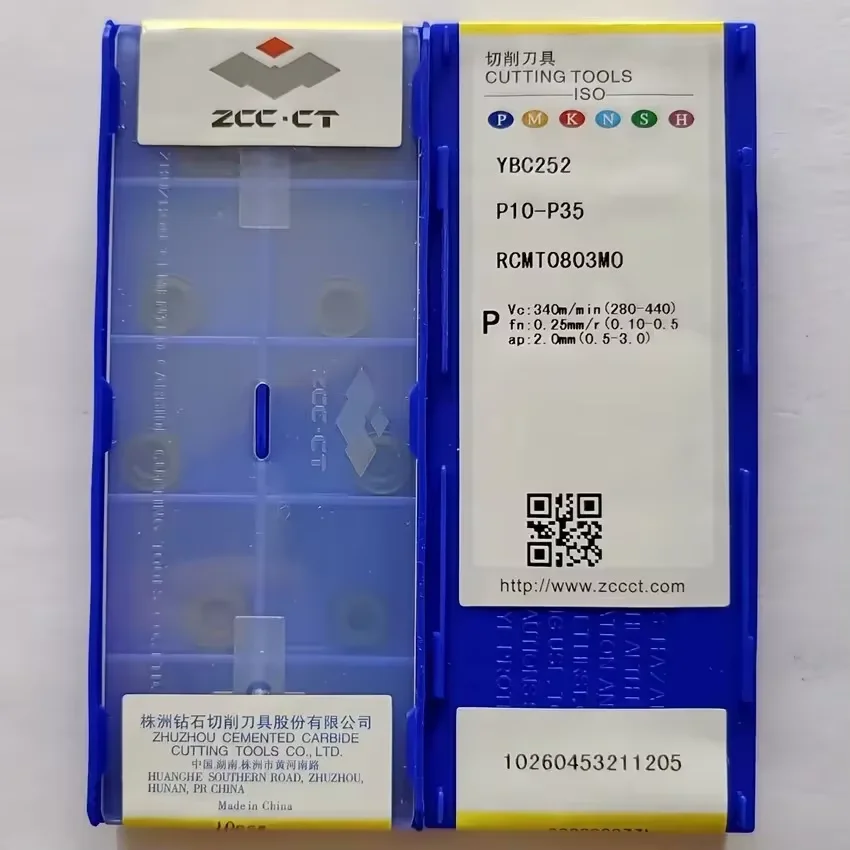 ZCC·CT
ZCC·CT
株洲钻石切削刀具股份有限公司
ZHUZHOU CEMENTED CARBIDE
CUTTING TOOLS CO., LTD.
中国.湖南.株洲市黄河南路
HUANGHE SOUTHERN ROAD, ZHUZHOU,
HUNAN, PR CHINA
Made in China
切削刀具
CUTTING TOOLS
ISO
P M K N S H
YBC252
P10-P35
RCMT0803MO
P
Vc:340m/min(280-440)
fn:0.25mm/r(0.10-0.5
ap:2.0mm(0.5-3.0)
http://www.zccct.com
10260453211205